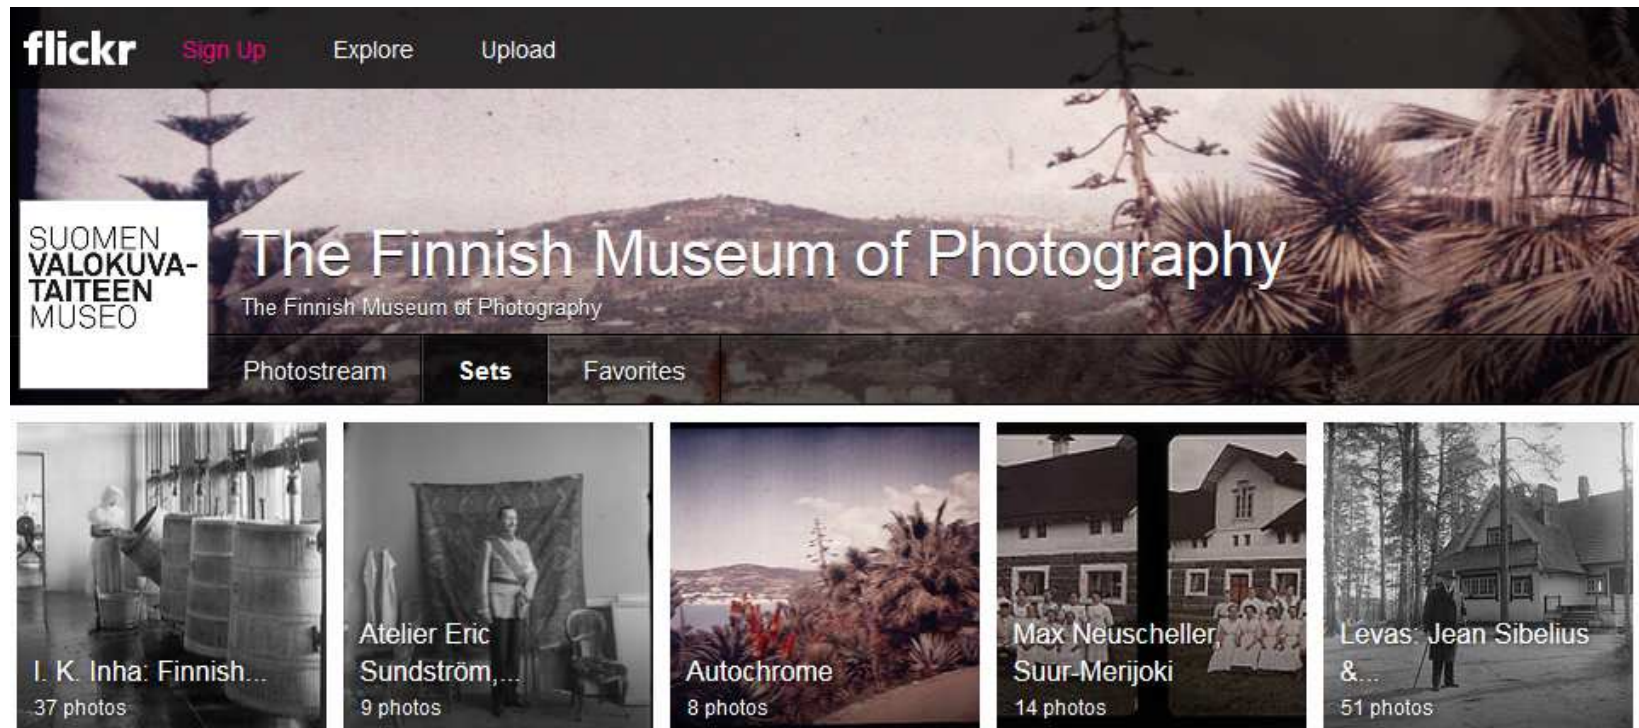 flickr Sign Up Explore Upload
SUOMEN
VALOKUVA-
TAITEEN
MUSEO
The Finnish Museum of Photography
The Finnish Museum of Photography
Photostream Sets Favorites
I. K. Inha: Finnish...
37 photos
Atelier Eric
Sundström,...
9 photos
Autochrome
8 photos
Max Neuscheller,
Suur-Merijoki
14 photos
Levas: Jean Sibelius
&...
51 photos